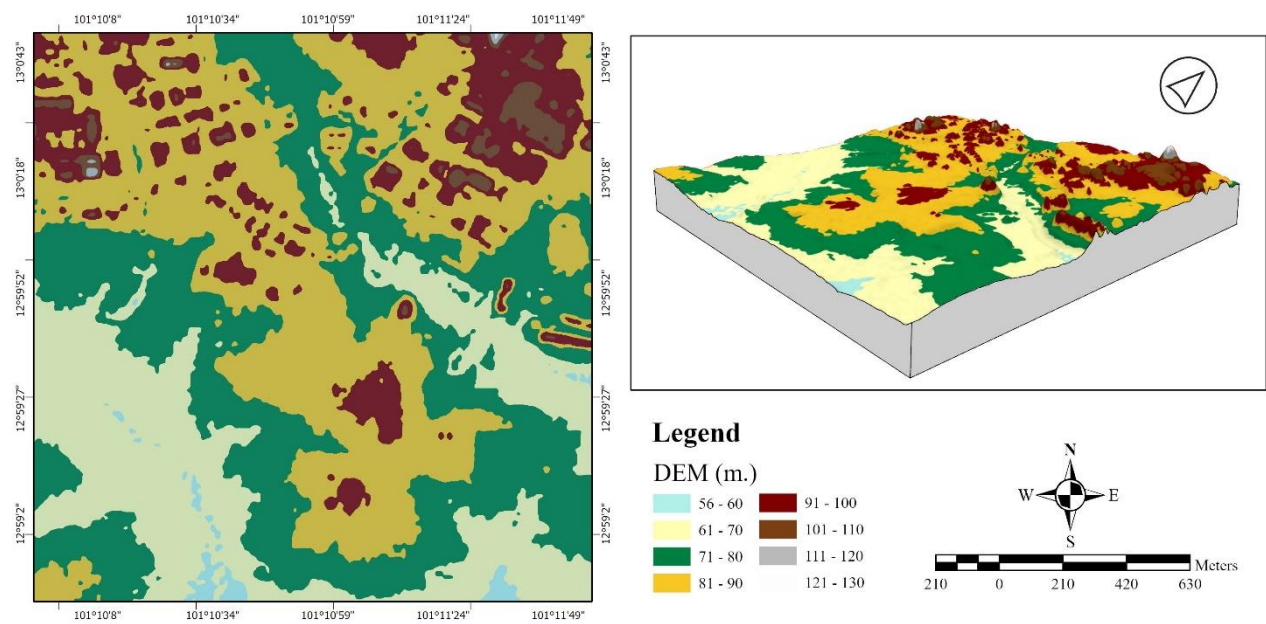 101°10'8" 101°10'34" 101°10'59" 101°11'24" 101°11'49"
13°0'43" 13°0'43"
13°0'18" 13°0'18"
12°59'52" 12°59'52"
12°59'27" 12°59'27"
12°59'2" 12°59'2"
101°10'8" 101°10'34" 101°10'59" 101°11'24" 101°11'49"
Legend
DEM (m.)
56 - 60 91 - 100
61 - 70 101 - 110
71 - 80 111 - 120
81 - 90 121 - 130
N
W E
S
Meters
210 0 210 420 630